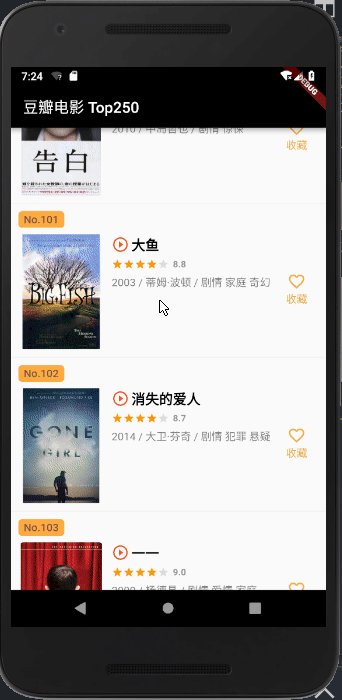 7:24
DEBUG
豆瓣电影 Top250
2010 / 中岛哲也 / 剧情 惊悚
收藏
告白
No.101
大鱼
8.8
2003 / 蒂姆·波顿 / 剧情 家庭 奇幻
BIG FISH
收藏
No.102
消失的爱人
8.7
2014 / 大卫·芬奇 / 剧情 犯罪 悬疑
GONE GIRL
收藏
No.103
一一
9.0
2000 / 杨德昌 / 剧情 爱情 家庭